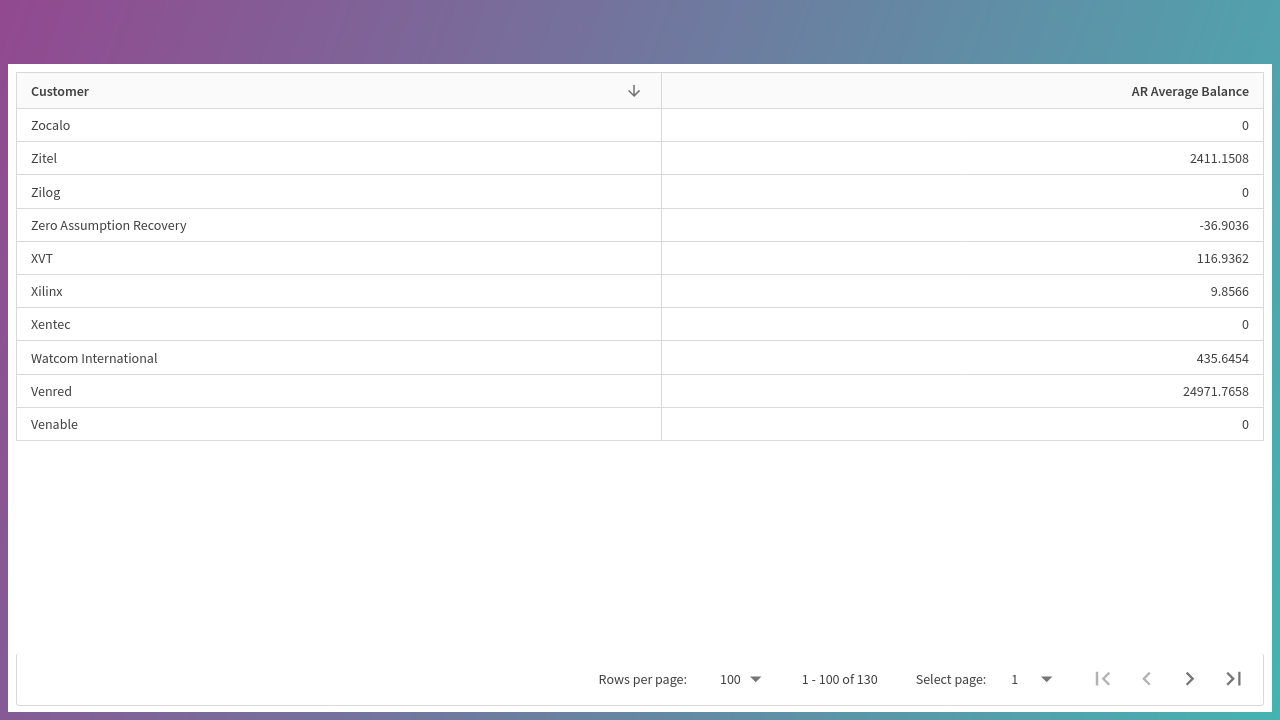 Customer AR Average Balance
Zocalo 0
Zitel 2411.1508
Zilog 0
Zero Assumption Recovery -36.9036
XVT 116.9362
Xilinx 9.8566
Xentec 0
Watcom International 435.6454
Venred 24971.7658
Venable 0
Rows per page: 100 1 - 100 of 130 Select page: 1